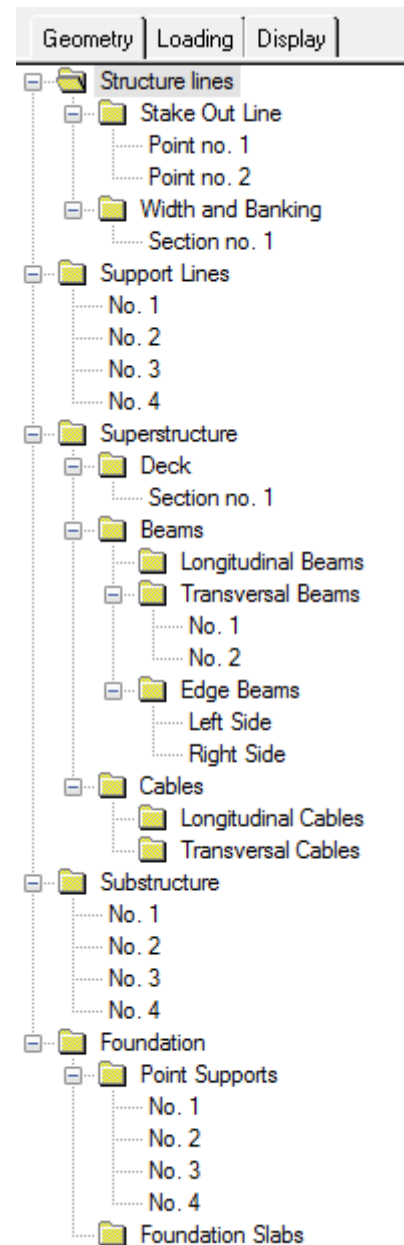 Geometry Loading Display
Structure lines
Stake Out Line
Point no. 1
Point no. 2
Width and Banking
Section no. 1
Support Lines
No. 1
No. 2
No. 3
No. 4
Superstructure
Deck
Section no. 1
Beams
Longitudinal Beams
Transversal Beams
No. 1
No. 2
Edge Beams
Left Side
Right Side
Cables
Longitudinal Cables
Transversal Cables
Substructure
No. 1
No. 2
No. 3
No. 4
Foundation
Point Supports
No. 1
No. 2
No. 3
No. 4
Foundation Slabs